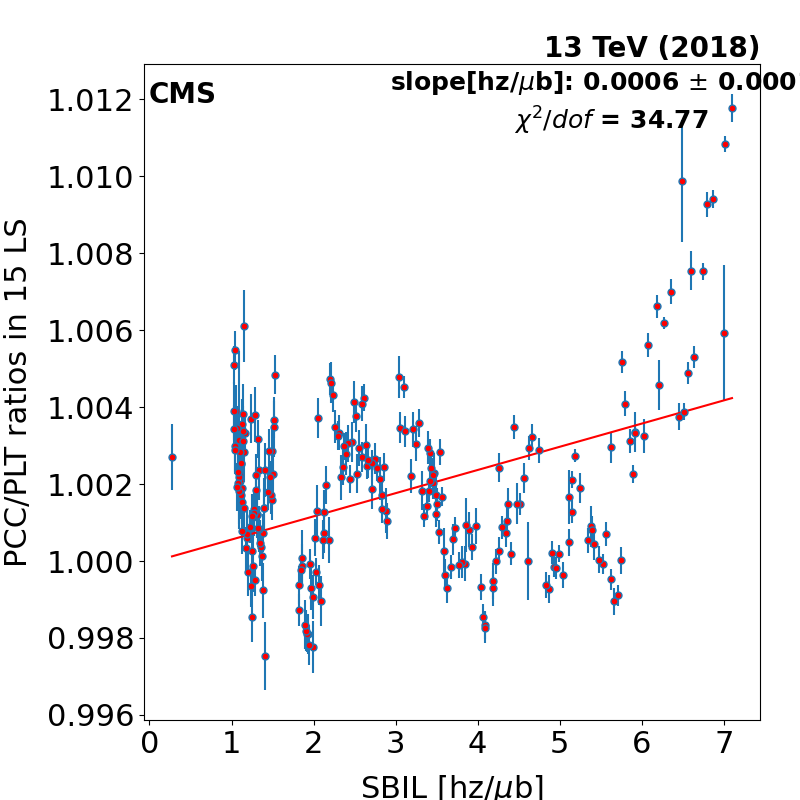 13 TeV (2018)
CMS
slope[hz/μb]: 0.0006 ± 0.000
χ²/dof = 34.77
1.012
1.010
1.008
1.006
1.004
1.002
1.000
0.998
0.996
PCC/PLT ratios in 15 LS
0 1 2 3 4 5 6 7
SBIL [hz/μb]